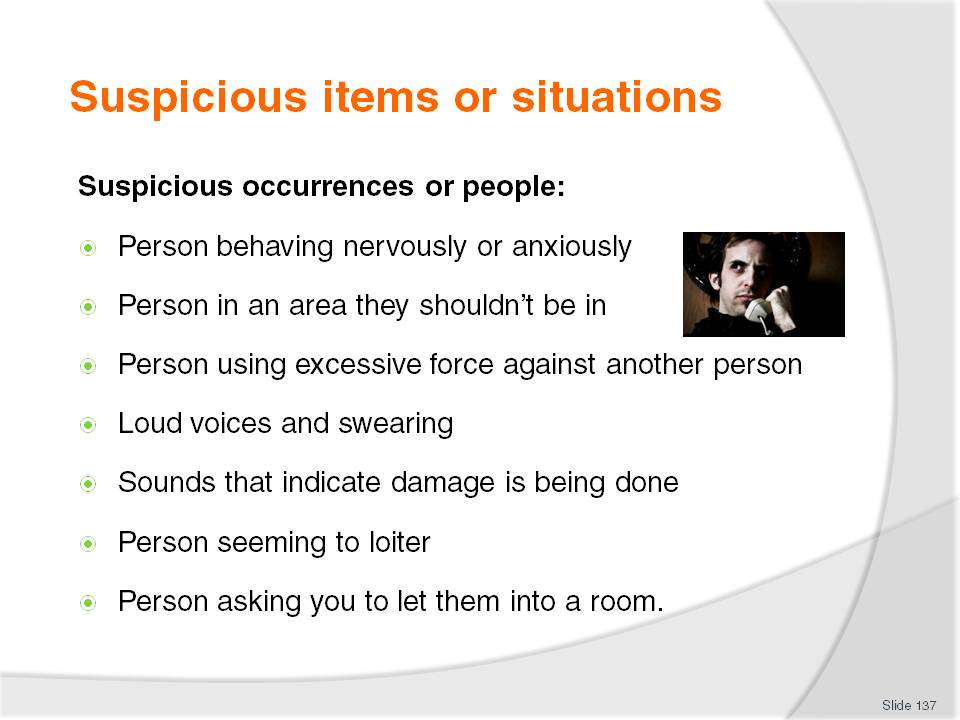 Suspicious items or situations
Suspicious occurrences or people:
Person behaving nervously or anxiously
Person in an area they shouldn’t be in
Person using excessive force against another person
Loud voices and swearing
Sounds that indicate damage is being done
Person seeming to loiter
Person asking you to let them into a room.
Slide 137